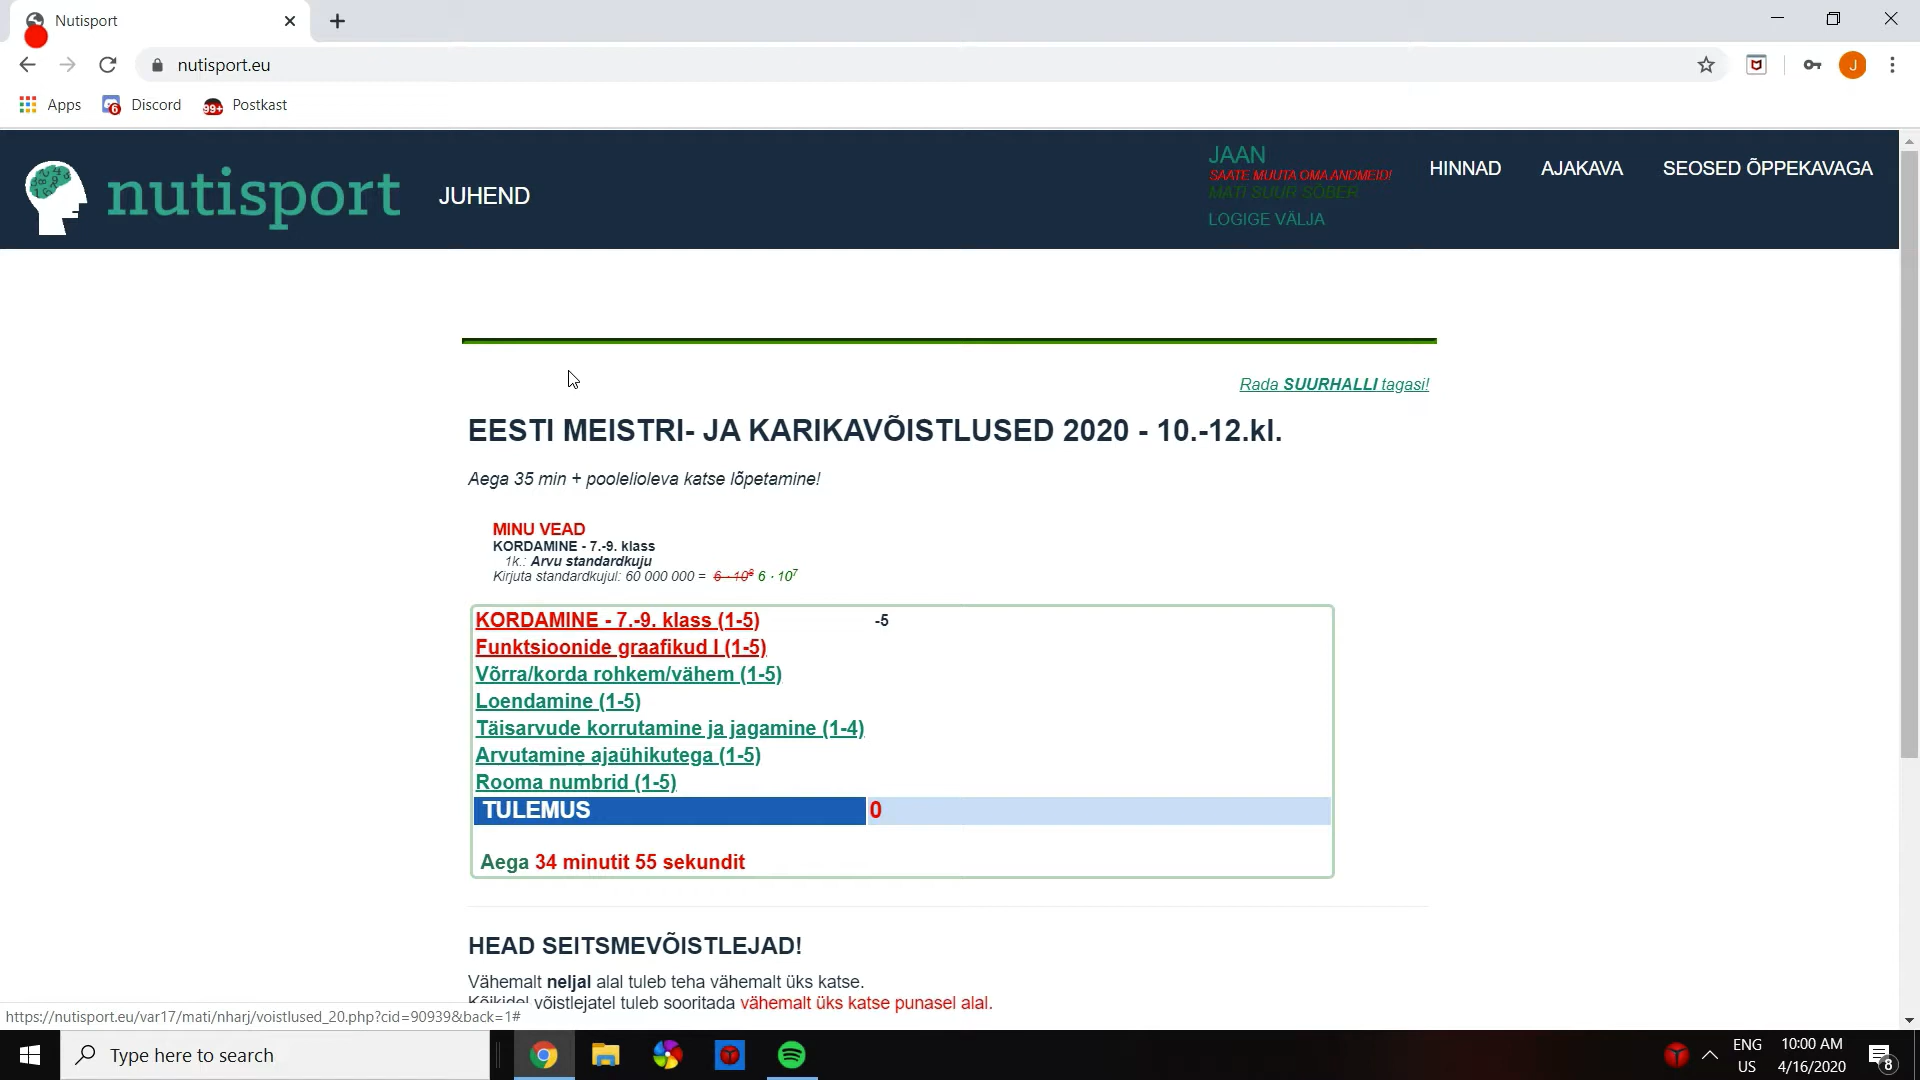 Nutisport
nutisport.eu
J
Apps
6
Discord
99+
Postkast
nutisport
JUHEND
JAAN
SAATE MUUTA OMA ANDMEID!
MATI SUUR SÕBER
LOGIGE VÄLJA
HINNAD
AJAKAVA
SEOSED ÕPPEKAVAGA
Rada SUURHALLI tagasi!
EESTI MEISTRI- JA KARIKAVÕISTLUSED 2020 - 10.-12.kl.
Aega 35 min + poolelioleva katse lõpetamine!
MINU VEAD
KORDAMINE - 7.-9. klass
1k.: Arvu standardkuju
Kirjuta standardkujul: 60 000 000 = 6 · 10⁸ 6 · 10⁷
KORDAMINE - 7.-9. klass (1-5) -5
Funktsioonide graafikud I (1-5)
Võrra/korda rohkem/vähem (1-5)
Loendamine (1-5)
Täisarvude korrutamine ja jagamine (1-4)
Arvutamine ajaühikutega (1-5)
Rooma numbrid (1-5)
TULEMUS 0
Aega 34 minutit 55 sekundit
HEAD SEITSMEVÕISTLEJAD!
Vähemalt neljal alal tuleb teha vähemalt üks katse.
Kõikidel võistlejatel tuleb sooritada vähemalt üks katse punasel alal.
https://nutisport.eu/var17/mati/nharj/voistlused_20.php?cid=90939&back=1#
Type here to search
ENG
US
10:00 AM
4/16/2020
8